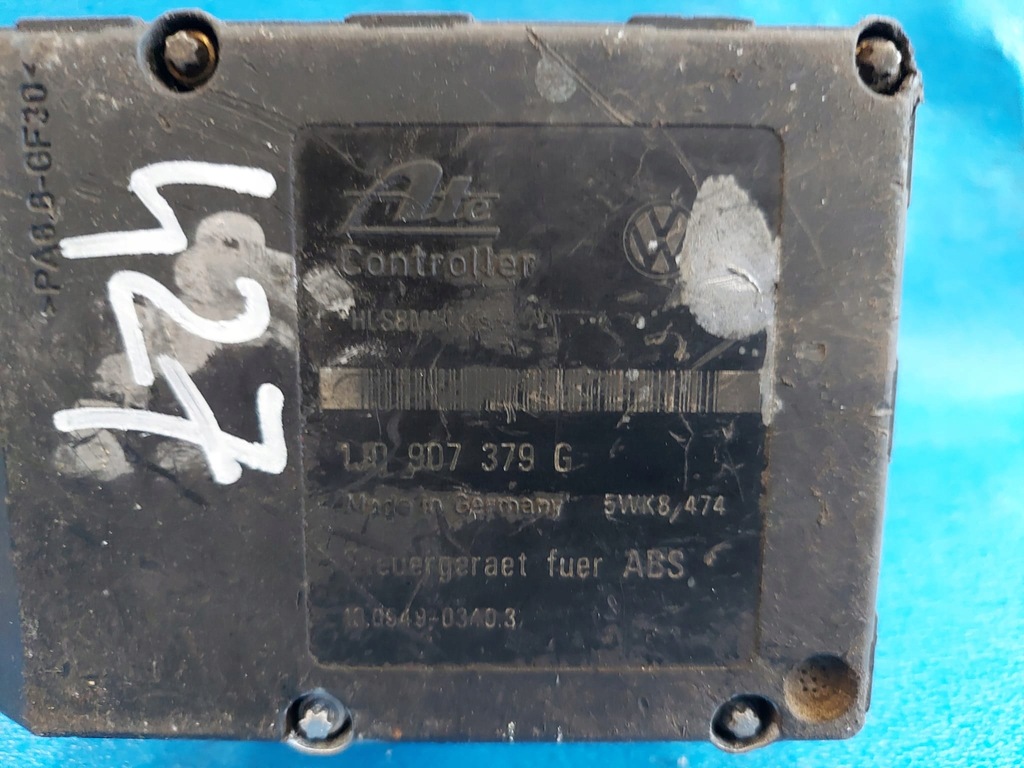 >PA6.6-GF30<
427
Ate
Controller
VW
1J0 907 379 G
Made in Germany 5WK8 474
Steuergeraet fuer ABS
10.0949-0340.3